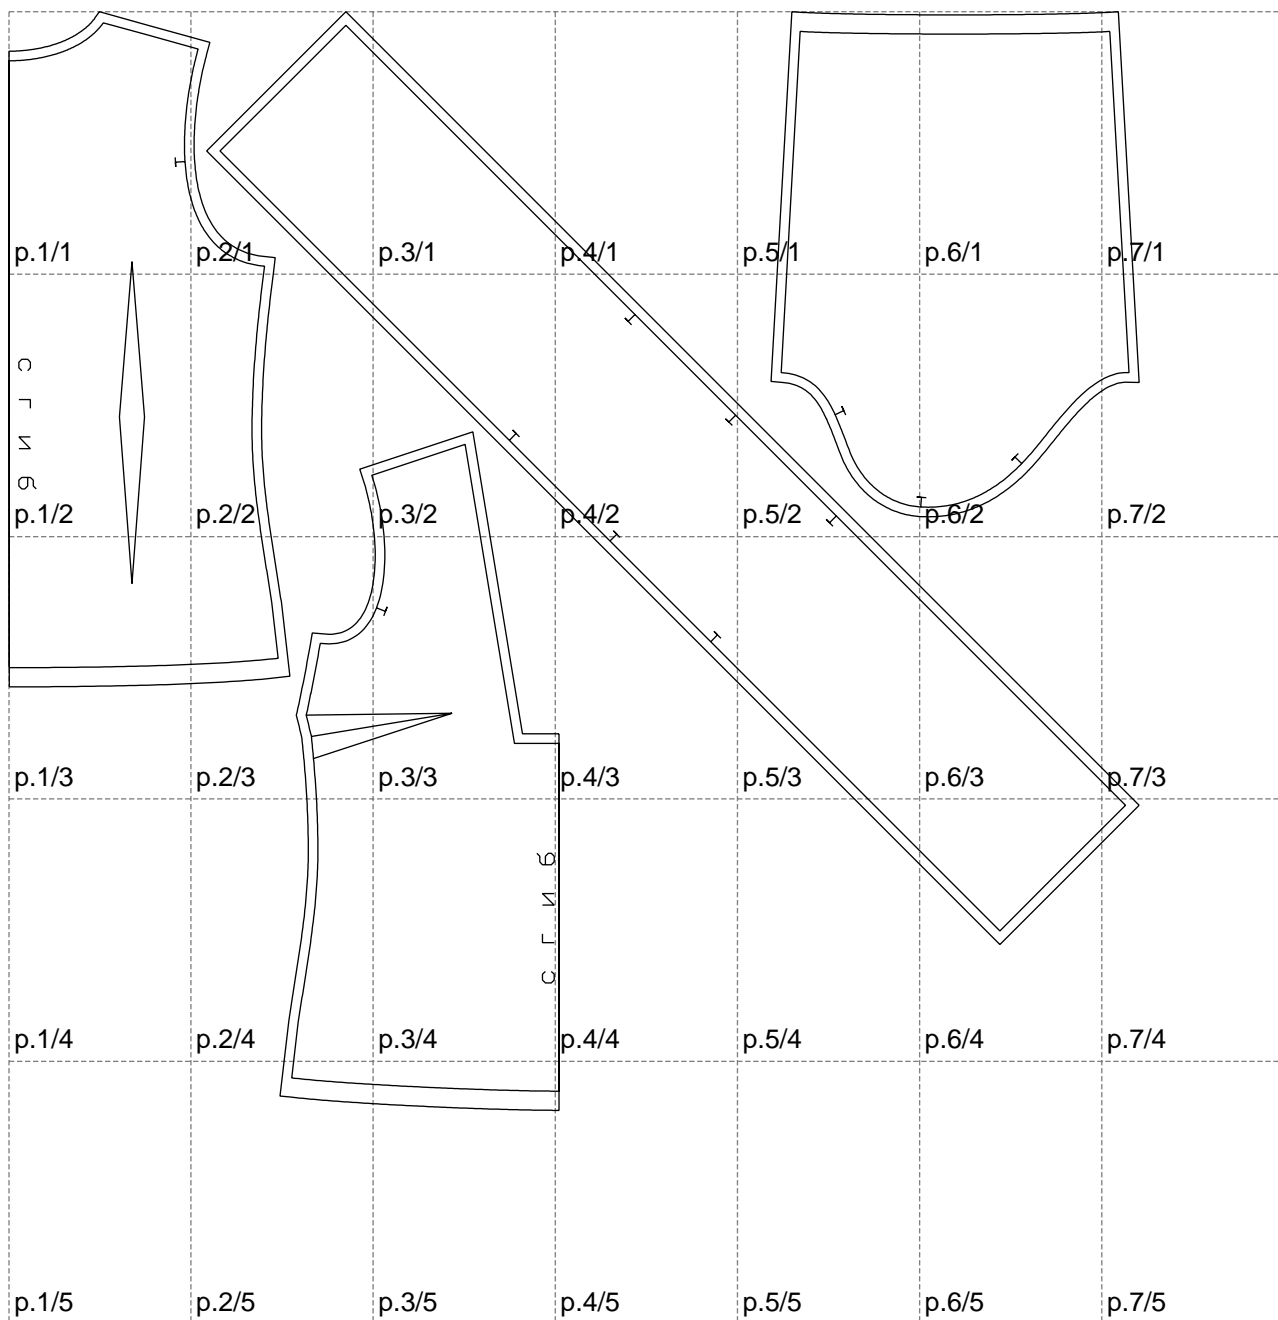 p.1/1 p.2/1 p.3/1 p.4/1 p.5/1 p.6/1 p.7/1
сгиб
p.1/2 p.2/2 p.3/2 p.4/2 p.5/2 p.6/2 p.7/2
p.1/3 p.2/3 p.3/3 p.4/3 p.5/3 p.6/3 p.7/3
сгиб
p.1/4 p.2/4 p.3/4 p.4/4 p.5/4 p.6/4 p.7/4
p.1/5 p.2/5 p.3/5 p.4/5 p.5/5 p.6/5 p.7/5